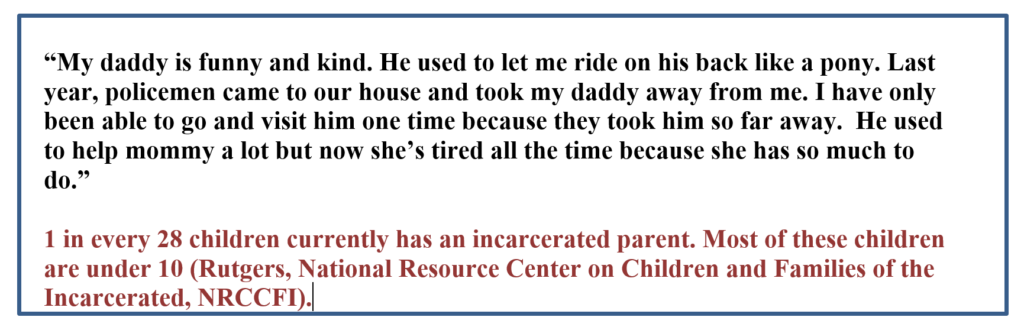 “My daddy is funny and kind. He used to let me ride on his back like a pony. Last
year, policemen came to our house and took my daddy away from me. I have only
been able to go and visit him one time because they took him so far away.  He used
to help mommy a lot but now she’s tired all the time because she has so much to
do.”
1 in every 28 children currently has an incarcerated parent. Most of these children
are under 10 (Rutgers, National Resource Center on Children and Families of the
Incarcerated, NRCCFI).